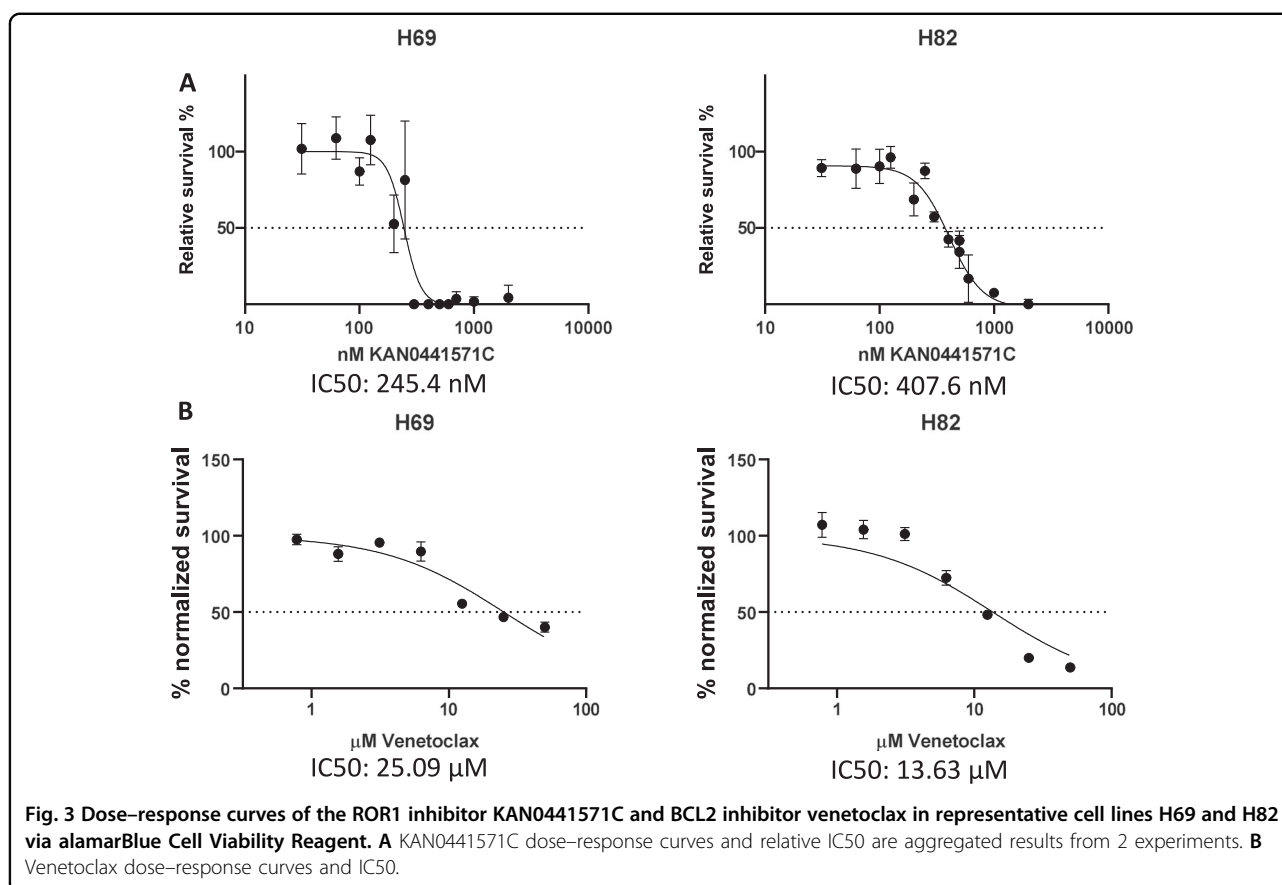 H69
H82
A
Relative survival %
100
50
10
100
1000
10000
nM KAN0441571C
IC50: 245.4 nM
Relative survival %
100
50
10
100
1000
10000
nM KAN0441571C
IC50: 407.6 nM
B
H69
H82
% normalized survival
150
100
50
0
1
10
100
μM Venetoclax
IC50: 25.09 μM
% normalized survival
150
100
50
0
1
10
100
μM Venetoclax
IC50: 13.63 μM
Fig. 3 Dose–response curves of the ROR1 inhibitor KAN0441571C and BCL2 inhibitor venetoclax in representative cell lines H69 and H82
via alamarBlue Cell Viability Reagent. A KAN0441571C dose–response curves and relative IC50 are aggregated results from 2 experiments. B
Venetoclax dose–response curves and IC50.